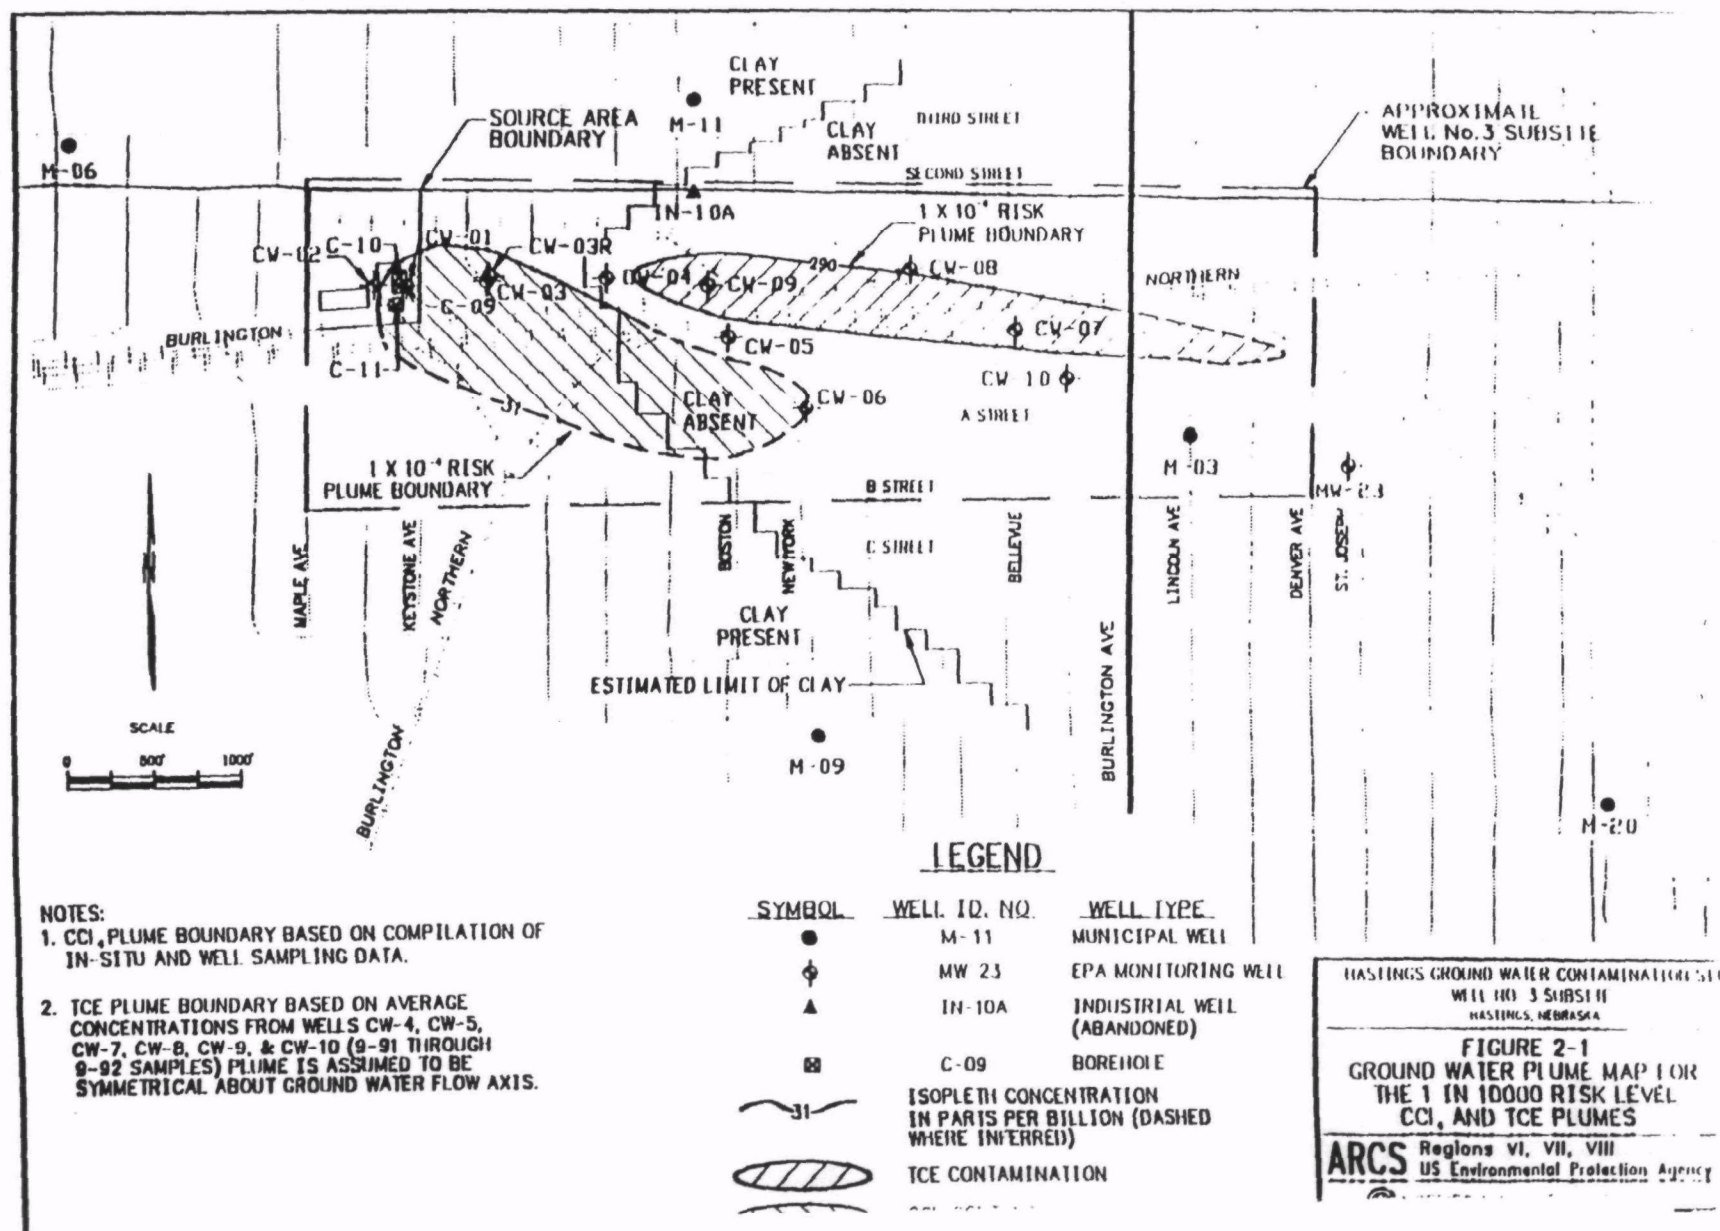 CLAY
PRESENT
M-11
SOURCE AREA
BOUNDARY
THIRD STREET
CLAY
ABSENT
APPROXIMATE
WELL No.3 SUBSITE
BOUNDARY
M-06
SECOND STREET
IN-10A
1 X 10⁻⁴ RISK
PLUME BOUNDARY
CW-02
C-10
CW-01
CW-03R
290
CW-08
NORTHERN
CW-04
CW-09
CW-03
C-09
BURLINGTON
CW-07
CW-05
C-11
CW-10
CW-06
31
CLAY
ABSENT
A STREET
M-03
1 X 10⁻⁴ RISK
PLUME BOUNDARY
B STREET
MW-23
C STREET
MAPLE AVE
KEYSTONE AVE
NORTHERN
BOSTON
NEW YORK
BELLEVUE
LINCOLN AVE
DENVER AVE
ST. JOSEPH
CLAY
PRESENT
BURLINGTON AVE
ESTIMATED LIMIT OF CLAY
SCALE
0 500' 1000'
BURLINGTON
M-09
M-20
NOTES:
1. CCl₄ PLUME BOUNDARY BASED ON COMPILATION OF
IN-SITU AND WELL SAMPLING DATA.
2. TCE PLUME BOUNDARY BASED ON AVERAGE
CONCENTRATIONS FROM WELLS CW-4, CW-5,
CW-7, CW-8, CW-9, & CW-10 (9-91 THROUGH
9-92 SAMPLES) PLUME IS ASSUMED TO BE
SYMMETRICAL ABOUT GROUND WATER FLOW AXIS.
LEGEND
SYMBOL WELL ID. NO. WELL TYPE
M-11 MUNICIPAL WELL
MW 23 EPA MONITORING WELL
IN-10A INDUSTRIAL WELL
(ABANDONED)
C-09 BOREHOLE
31 ISOPLETH CONCENTRATION
IN PARTS PER BILLION (DASHED
WHERE INFERRED)
TCE CONTAMINATION
HASTINGS GROUND WATER CONTAMINATION
WELL NO 3 SUBSITE
HASTINGS, NEBRASKA
FIGURE 2-1
GROUND WATER PLUME MAP FOR
THE 1 IN 10000 RISK LEVEL
CCl₄ AND TCE PLUMES
ARCS Regions VI, VII, VIII
US Environmental Protection Agency